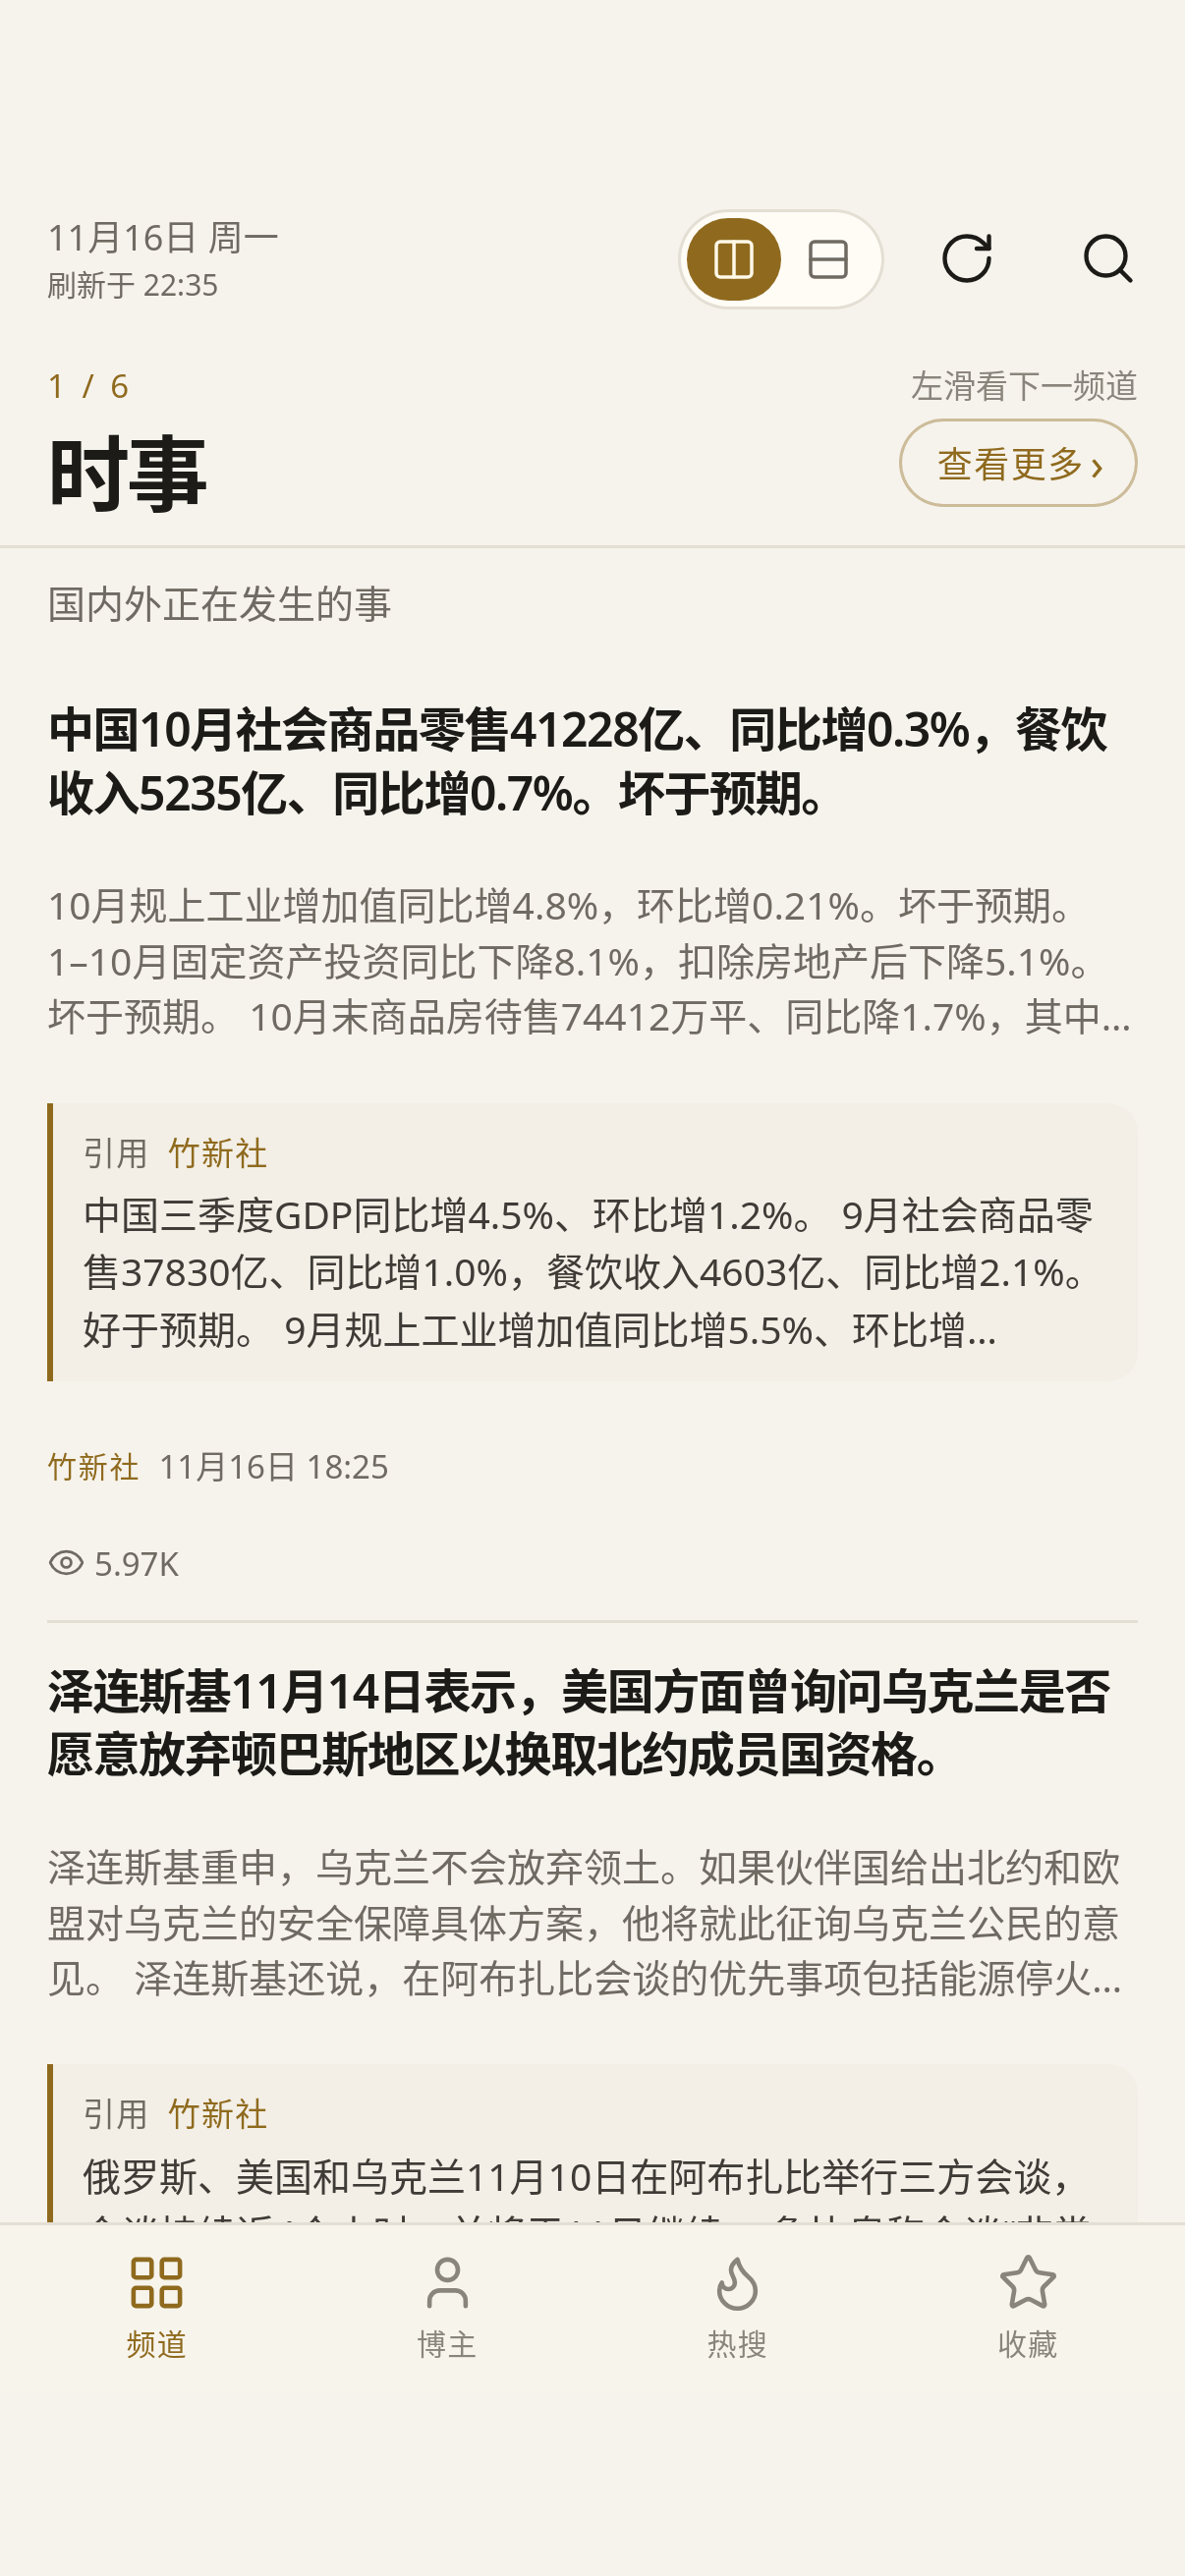 11月16日 周一
刷新于 22:35
1 / 6
左滑看下一频道
时事
查看更多 ›
国内外正在发生的事
中国10月社会商品零售41228亿、同比增0.3%，餐饮
收入5235亿、同比增0.7%。坏于预期。
10月规上工业增加值同比增4.8%，环比增0.21%。坏于预期。
1–10月固定资产投资同比下降8.1%，扣除房地产后下降5.1%。
坏于预期。 10月末商品房待售74412万平、同比降1.7%，其中…
引用 竹新社
中国三季度GDP同比增4.5%、环比增1.2%。 9月社会商品零
售37830亿、同比增1.0%，餐饮收入4603亿、同比增2.1%。
好于预期。 9月规上工业增加值同比增5.5%、环比增…
竹新社 11月16日 18:25
5.97K
泽连斯基11月14日表示，美国方面曾询问乌克兰是否
愿意放弃顿巴斯地区以换取北约成员国资格。
泽连斯基重申，乌克兰不会放弃领土。如果伙伴国给出北约和欧
盟对乌克兰的安全保障具体方案，他将就此征询乌克兰公民的意
见。 泽连斯基还说，在阿布扎比会谈的优先事项包括能源停火…
引用 竹新社
俄罗斯、美国和乌克兰11月10日在阿布扎比举行三方会谈，
频道
博主
热搜
收藏